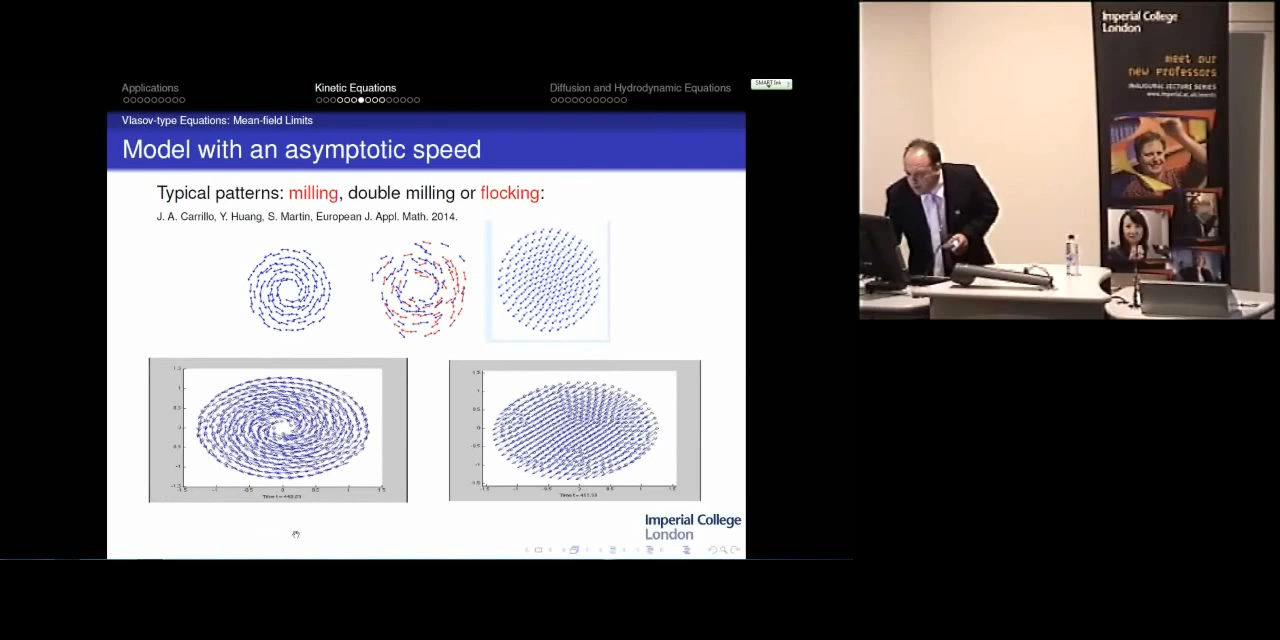 Applications
Kinetic Equations
Diffusion and Hydrodynamic Equations
SMART Ink
Vlasov-type Equations: Mean-field Limits
Model with an asymptotic speed
Typical patterns: milling, double milling or flocking:
J. A. Carrillo, Y. Huang, S. Martin, European J. Appl. Math. 2014.
Imperial College
London
Imperial College
London
meet our
new professors
INAUGURAL LECTURE SERIES